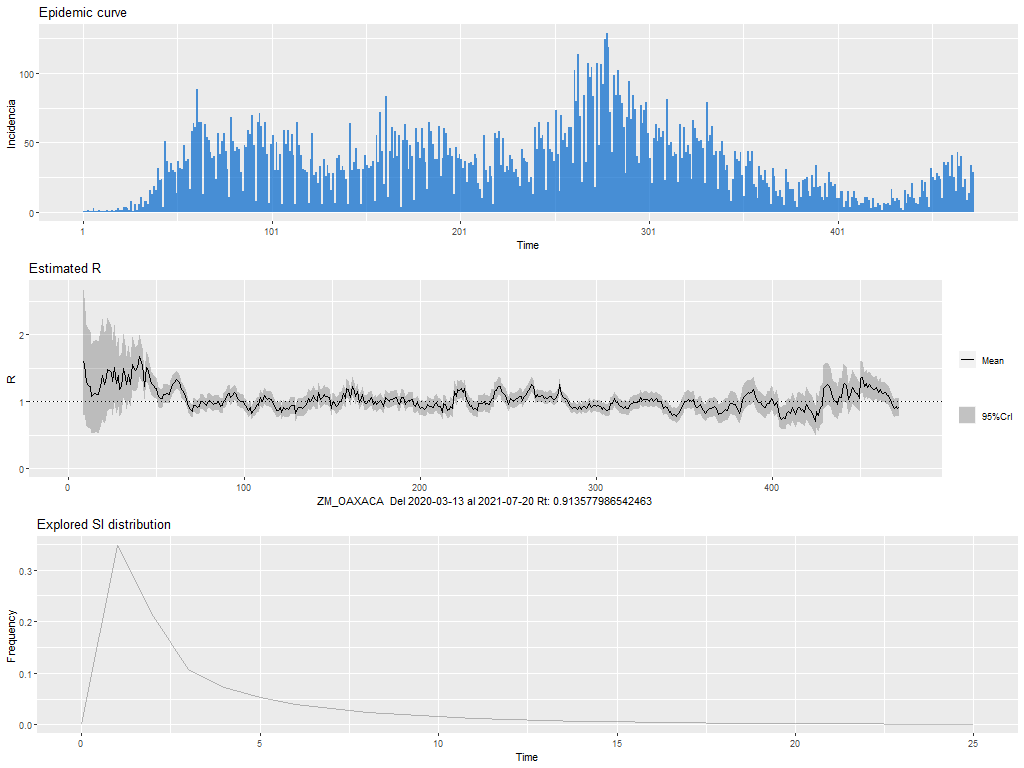 Epidemic curve
Incidencia
100
50
0
1
101
201
301
401
Time
Estimated R
R
2
1
0
0
100
200
300
400
Mean
95%CrI
ZM_OAXACA Del 2020-03-13 al 2021-07-20 Rt: 0.913577986542463
Explored SI distribution
Frequency
0.3
0.2
0.1
0.0
0
5
10
15
20
25
Time